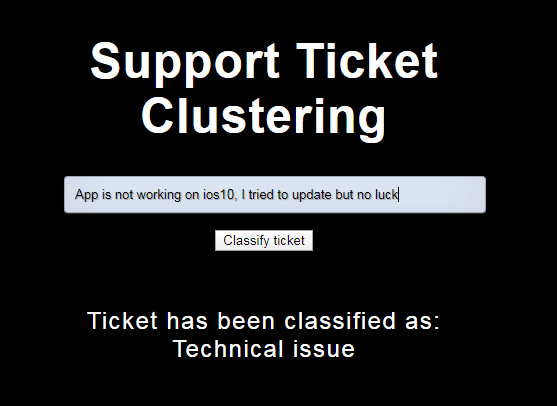 Support Ticket
Clustering
App is not working on ios10, I tried to update but no luck
Classify ticket
Ticket has been classified as:
Technical issue